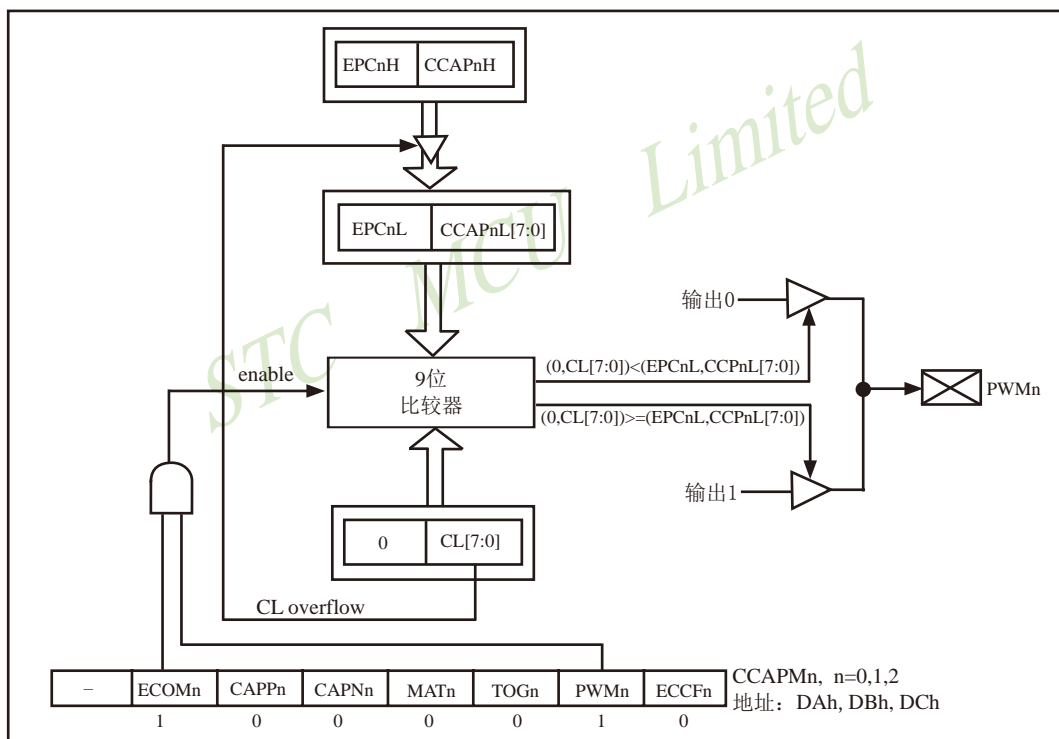 EPCnH CCAPnH
EPCnL CCAPnL[7:0]
STC MCU Limited
输出0
(0,CL[7:0])<(EPCnL,CCPnL[7:0])
enable
9位
比较器
PWMn
(0,CL[7:0])>=(EPCnL,CCPnL[7:0])
输出1
0 CL[7:0]
CL overflow
– ECOMn CAPPn CAPNn MATn TOGn PWMn ECCFn
CCAPMn, n=0,1,2
地址：DAh, DBh, DCh
1 0 0 0 0 1 0